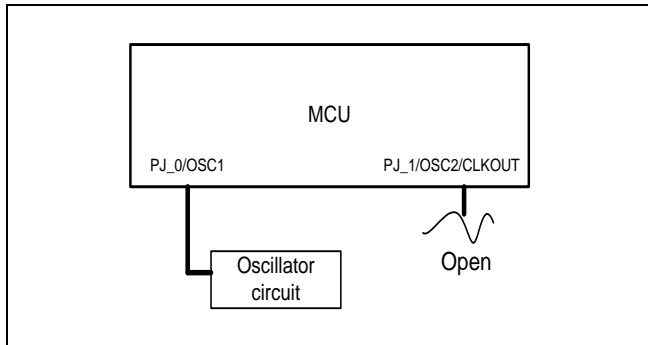 MCU
PJ_0/OSC1
PJ_1/OSC2/CLKOUT
Oscillator
circuit
Open